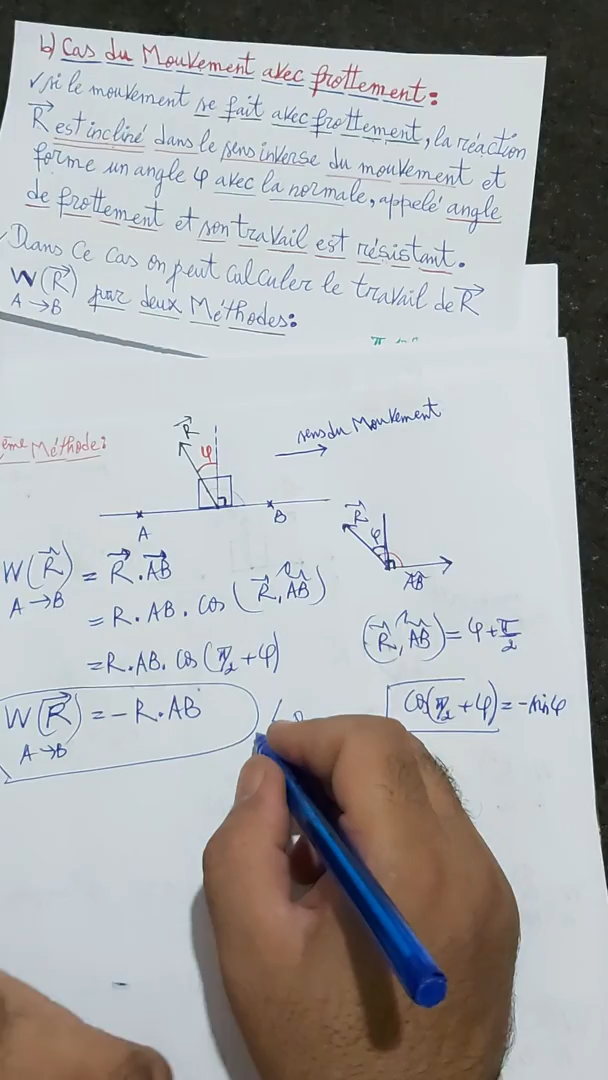 b) Cas du Mouvement avec frottement:
✓ si le mouvement se fait avec frottement, la réaction
R⃗ est incliné dans le sens inverse du mouvement et
forme un angle φ avec la normale, appelé angle
de frottement et son travail est résistant.
Dans ce cas on peut calculer le travail de R⃗
W(R⃗) par deux Méthodes:
A→B
ème Méthode:
R⃗
φ
sens du Mouvement
A
B
R⃗
φ
AB
W(R⃗) = R⃗.AB⃗
A→B
= R.AB.cos(R⃗,AB⃗)
(R⃗,AB⃗) = φ+π/2
= R.AB.cos(π/2+φ)
W(R⃗) = -R.AB
A→B
cos(π/2+φ) = -sinφ